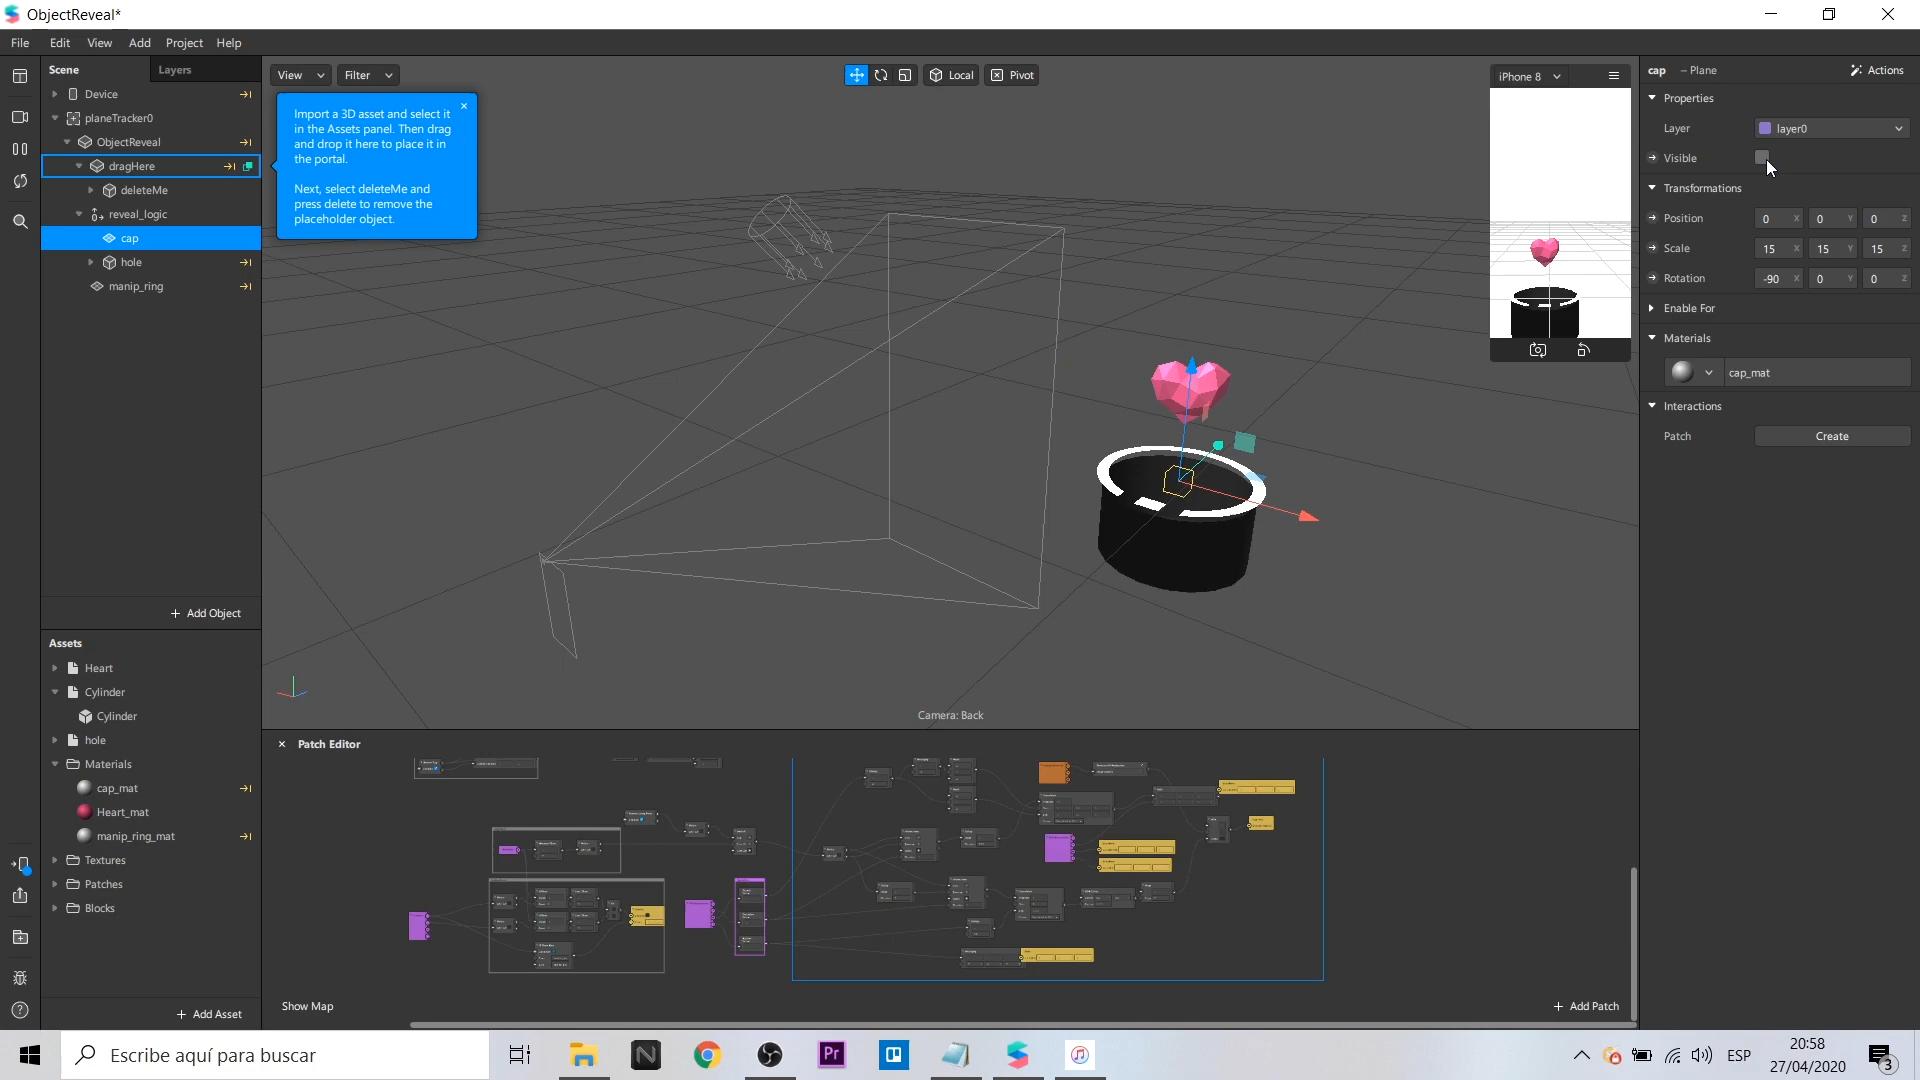 ObjectReveal*
File Edit View Add Project Help
Scene Layers
Device
planeTracker0
ObjectReveal
dragHere
deleteMe
reveal_logic
cap
hole
manip_ring
+ Add Object
Assets
Heart
Cylinder
Cylinder
hole
Materials
cap_mat
Heart_mat
manip_ring_mat
Textures
Patches
Blocks
+ Add Asset
View Filter
Local Pivot
Import a 3D asset and select it
in the Assets panel. Then drag
and drop it here to place it in
the portal.
Next, select deleteMe and
press delete to remove the
placeholder object.
Camera: Back
iPhone 8
Patch Editor
Show Map
+ Add Patch
cap – Plane Actions
Properties
Layer layer0
Visible
Transformations
Position 0 X 0 Y 0 Z
Scale 15 X 15 Y 15 Z
Rotation -90 X 0 Y 0 Z
Enable For
Materials
cap_mat
Interactions
Patch Create
Escribe aquí para buscar
N
Pr
ESP
20:58
27/04/2020
3